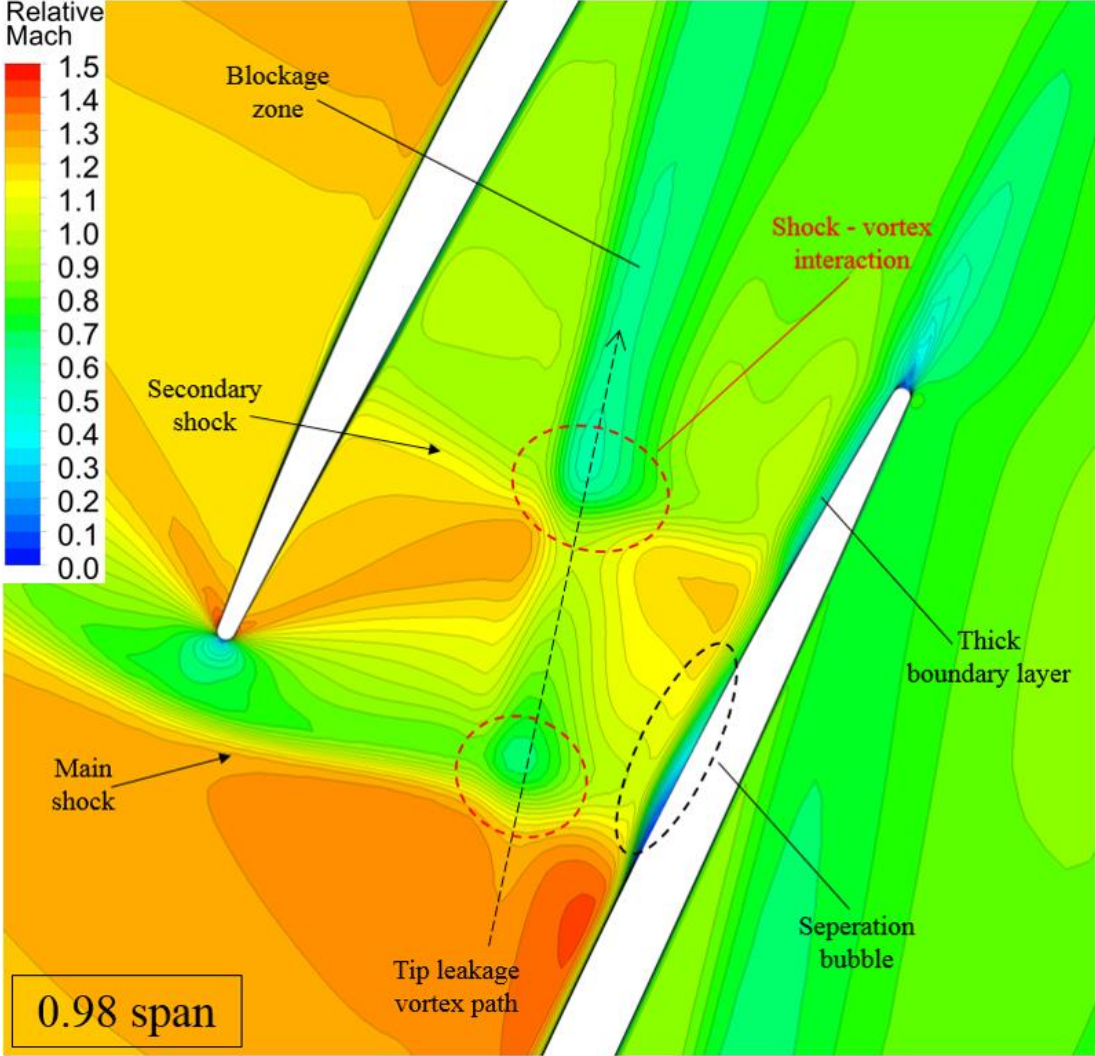 Relative
Mach
1.5
1.4
1.3
1.2
1.1
1.0
0.9
0.8
0.7
0.6
0.5
0.4
0.3
0.2
0.1
0.0
Blockage
zone
Shock - vortex
interaction
Secondary
shock
Thick
boundary layer
Main
shock
Seperation
bubble
Tip leakage
vortex path
0.98 span